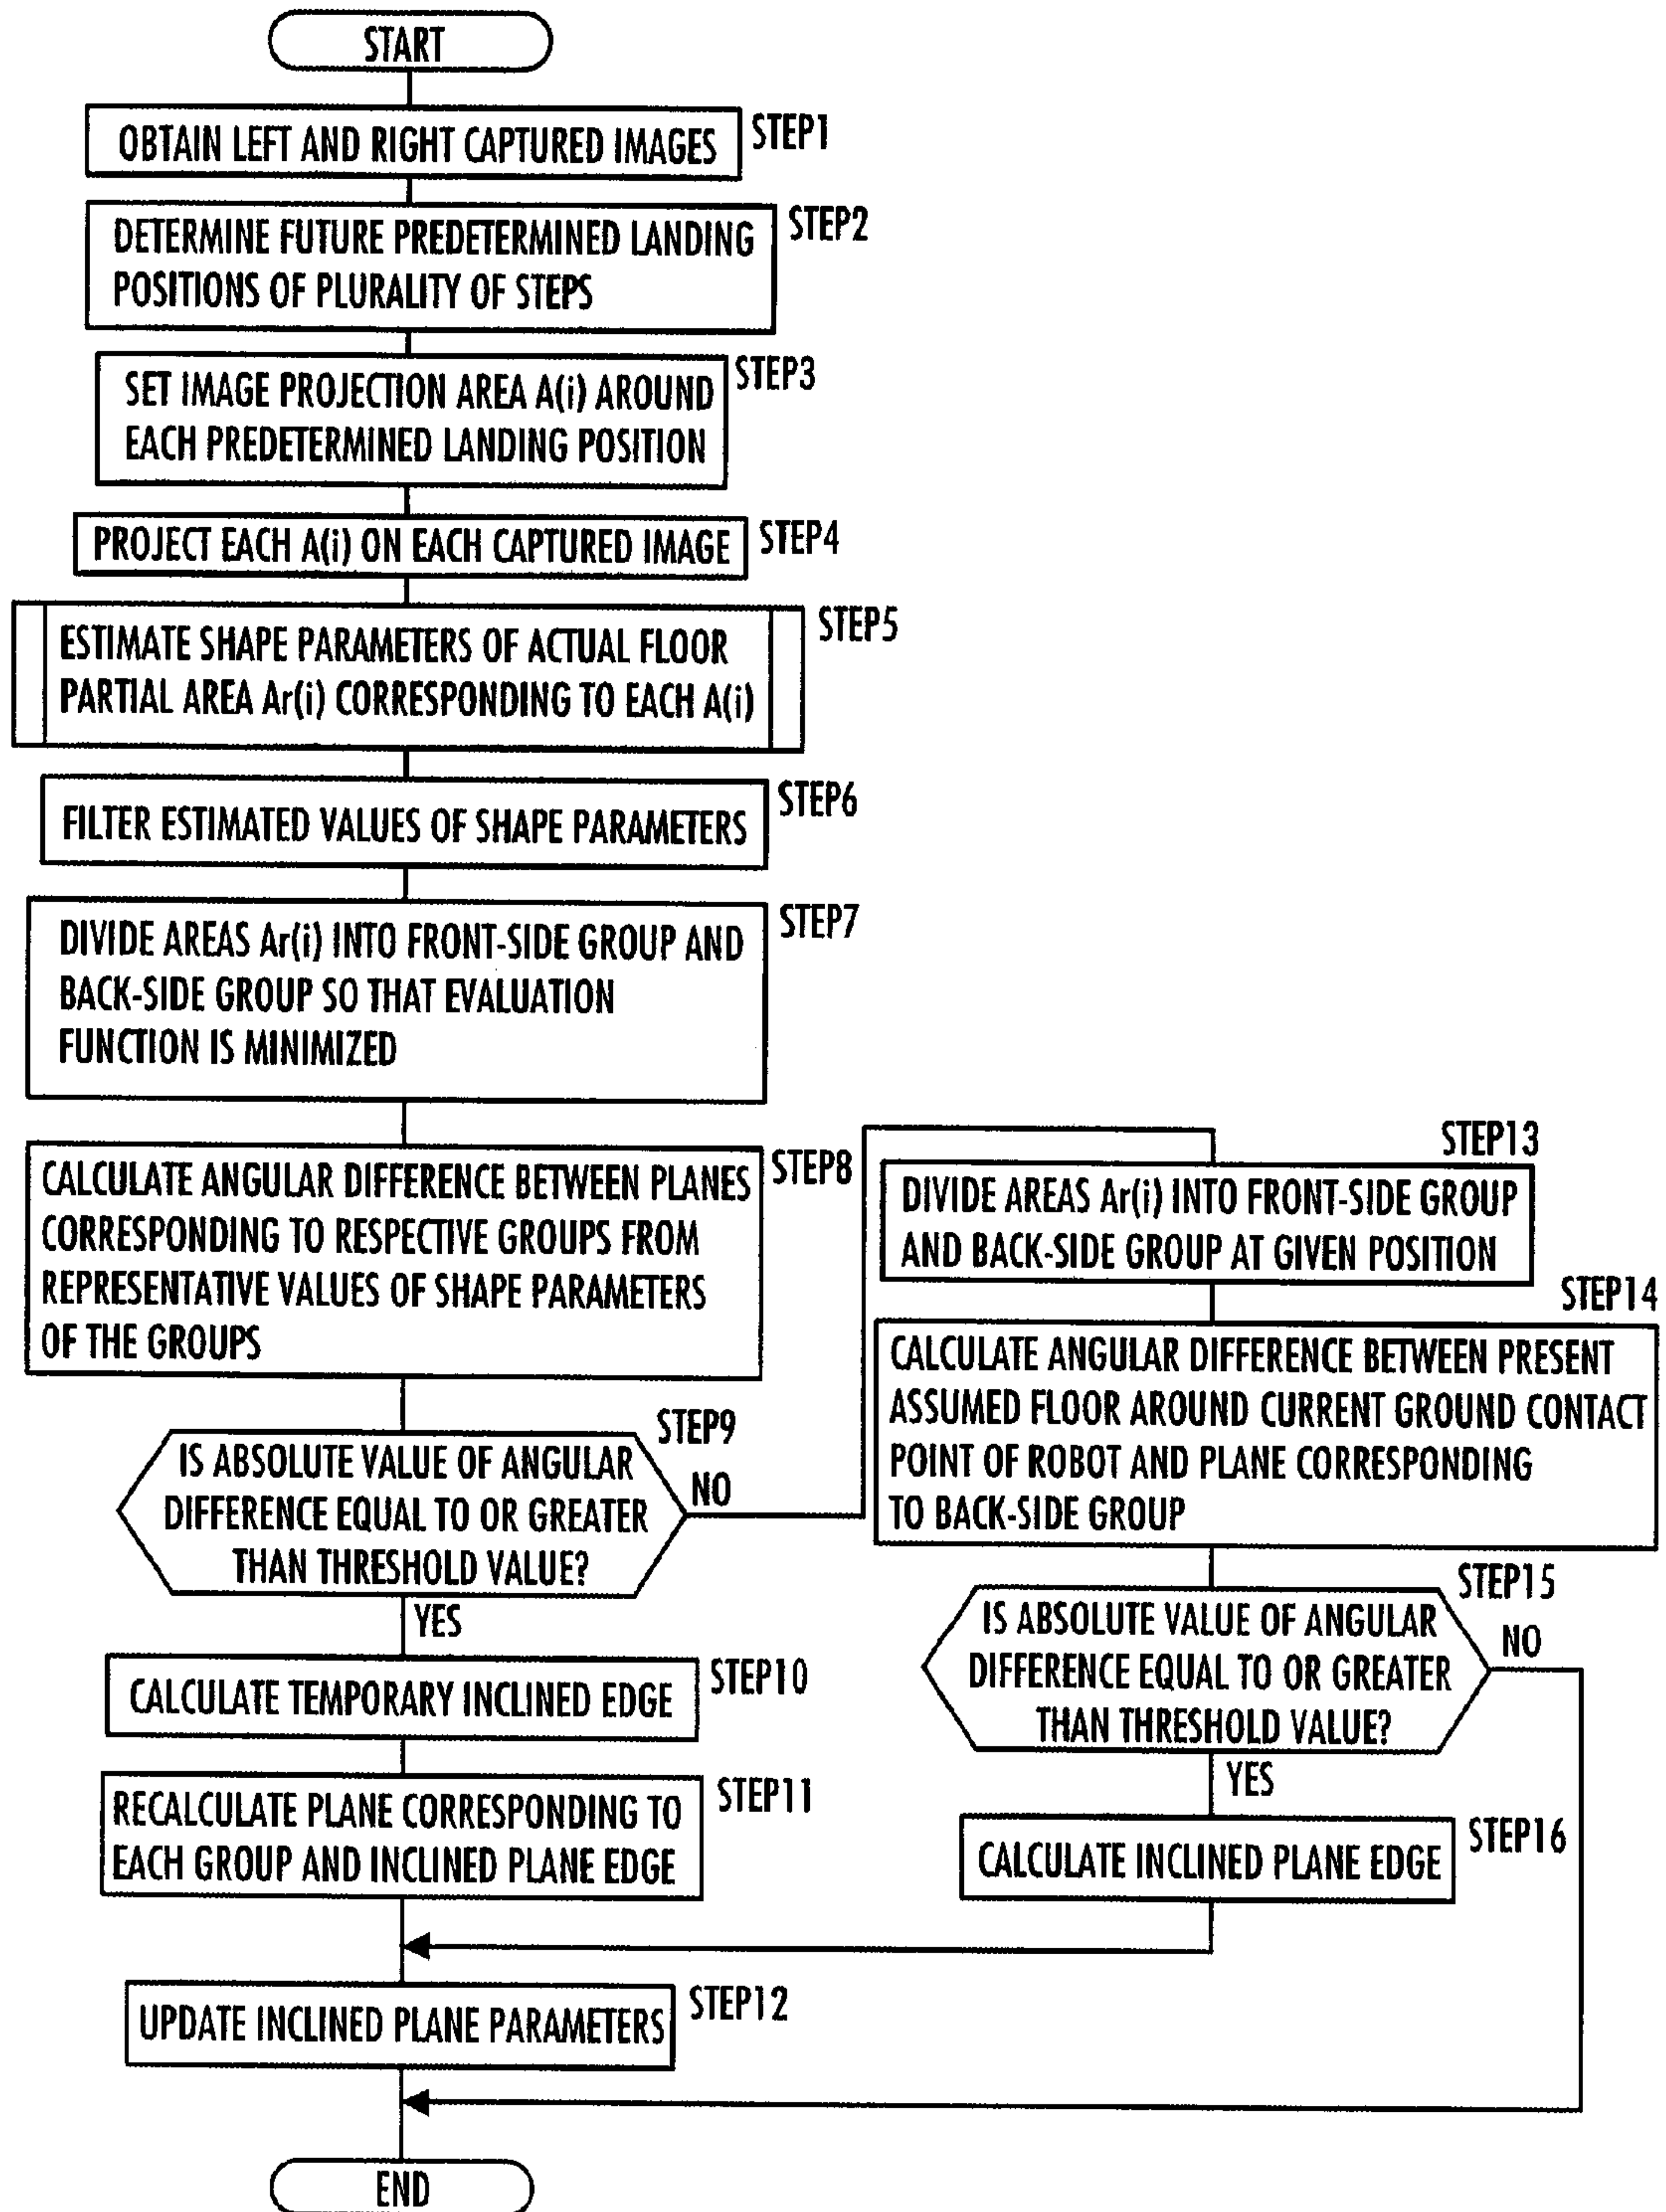 START
OBTAIN LEFT AND RIGHT CAPTURED IMAGES
STEP1
DETERMINE FUTURE PREDETERMINED LANDING
POSITIONS OF PLURALITY OF STEPS
STEP2
SET IMAGE PROJECTION AREA A(i) AROUND
EACH PREDETERMINED LANDING POSITION
STEP3
PROJECT EACH A(i) ON EACH CAPTURED IMAGE
STEP4
ESTIMATE SHAPE PARAMETERS OF ACTUAL FLOOR
PARTIAL AREA Ar(i) CORRESPONDING TO EACH A(i)
STEP5
FILTER ESTIMATED VALUES OF SHAPE PARAMETERS
STEP6
DIVIDE AREAS Ar(i) INTO FRONT-SIDE GROUP AND
BACK-SIDE GROUP SO THAT EVALUATION
FUNCTION IS MINIMIZED
STEP7
CALCULATE ANGULAR DIFFERENCE BETWEEN PLANES
CORRESPONDING TO RESPECTIVE GROUPS FROM
REPRESENTATIVE VALUES OF SHAPE PARAMETERS
OF THE GROUPS
STEP8
IS ABSOLUTE VALUE OF ANGULAR
DIFFERENCE EQUAL TO OR GREATER
THAN THRESHOLD VALUE?
STEP9
NO
YES
CALCULATE TEMPORARY INCLINED EDGE
STEP10
RECALCULATE PLANE CORRESPONDING TO
EACH GROUP AND INCLINED PLANE EDGE
STEP11
UPDATE INCLINED PLANE PARAMETERS
STEP12
END
STEP13
DIVIDE AREAS Ar(i) INTO FRONT-SIDE GROUP
AND BACK-SIDE GROUP AT GIVEN POSITION
STEP14
CALCULATE ANGULAR DIFFERENCE BETWEEN PRESENT
ASSUMED FLOOR AROUND CURRENT GROUND CONTACT
POINT OF ROBOT AND PLANE CORRESPONDING
TO BACK-SIDE GROUP
STEP15
IS ABSOLUTE VALUE OF ANGULAR
DIFFERENCE EQUAL TO OR GREATER
THAN THRESHOLD VALUE?
NO
YES
CALCULATE INCLINED PLANE EDGE
STEP16